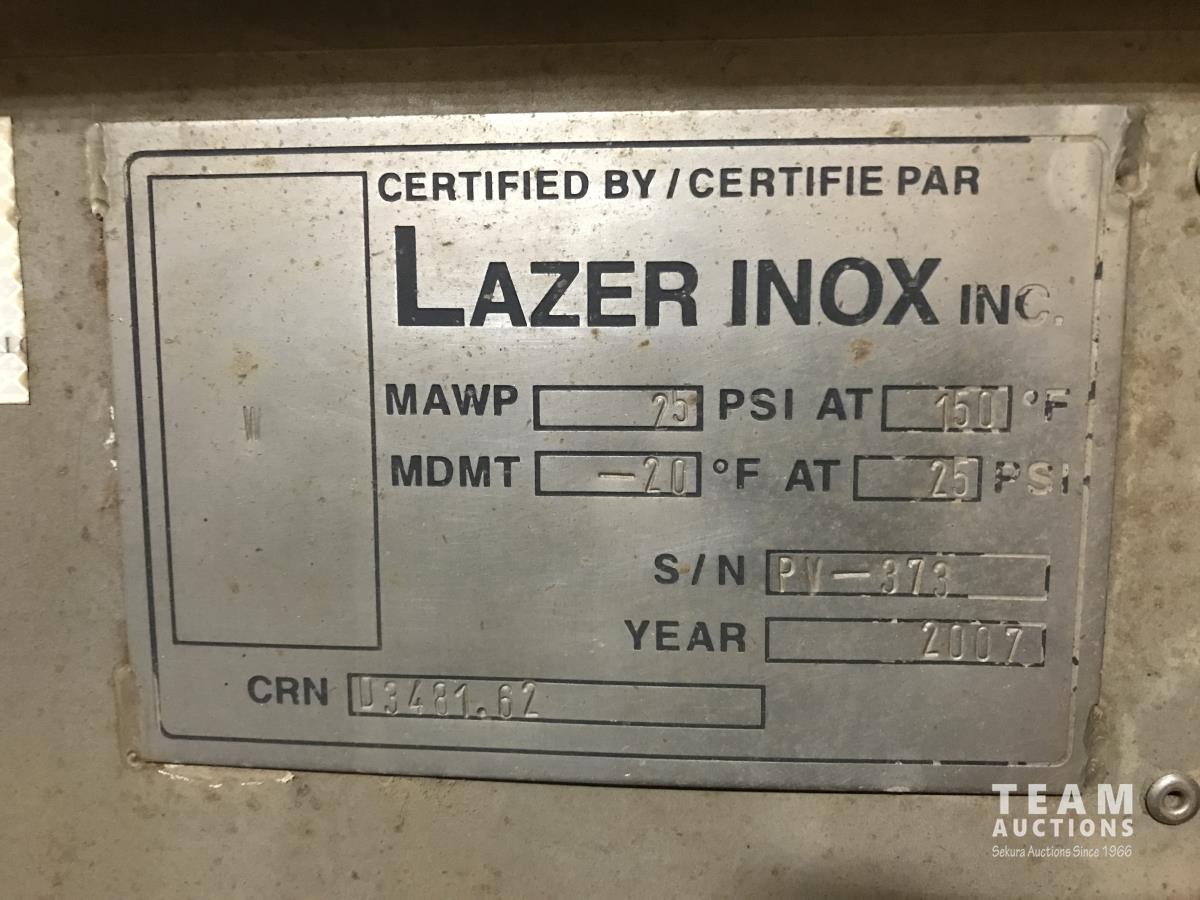 CERTIFIED BY / CERTIFIE PAR
LAZER INOX INC.
W
MAWP 25 PSI AT 150 °F
MDMT -20 °F AT 25 PSI
S/N PV-373
YEAR 2007
CRN D3481.62
TEAM
AUCTIONS
Sekura Auctions Since 1966